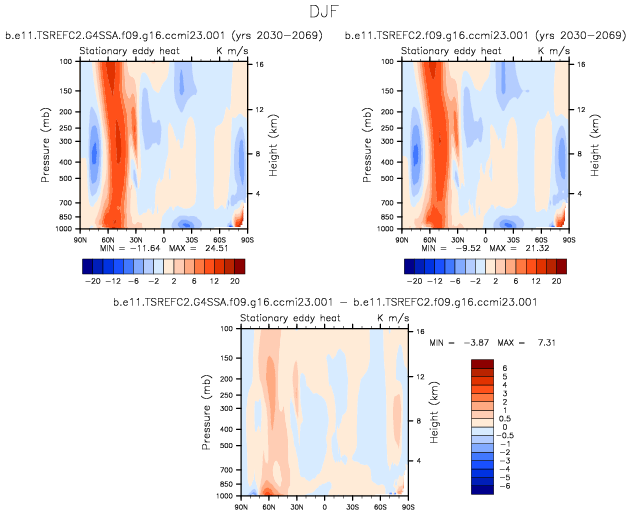 DJF
b.e11.TSREFC2.G4SSA.f09.g16.ccmi23.001 (yrs 2030-2069)
b.e11.TSREFC2.f09.g16.ccmi23.001 (yrs 2030-2069)
Stationary eddy heat K m/s
Stationary eddy heat K m/s
Pressure (mb)
100
150
200
250
300
400
500
700
850
1000
16
12
8
4
Height (km)
90N 60N 30N 0 30S 60S 90S
MIN = -11.64 MAX = 24.51
-20 -12 -6 -2 2 6 12 20
Pressure (mb)
100
150
200
250
300
400
500
700
850
1000
16
12
8
4
Height (km)
90N 60N 30N 0 30S 60S 90S
MIN = -9.52 MAX = 21.32
-20 -12 -6 -2 2 6 12 20
b.e11.TSREFC2.G4SSA.f09.g16.ccmi23.001 - b.e11.TSREFC2.f09.g16.ccmi23.001
Stationary eddy heat K m/s
MIN = -3.87 MAX = 7.31
Pressure (mb)
100
150
200
250
300
400
500
700
850
1000
16
12
8
4
Height (km)
90N 60N 30N 0 30S 60S 90S
6
5
4
3
2
1
0.5
0
-0.5
-1
-2
-3
-4
-5
-6